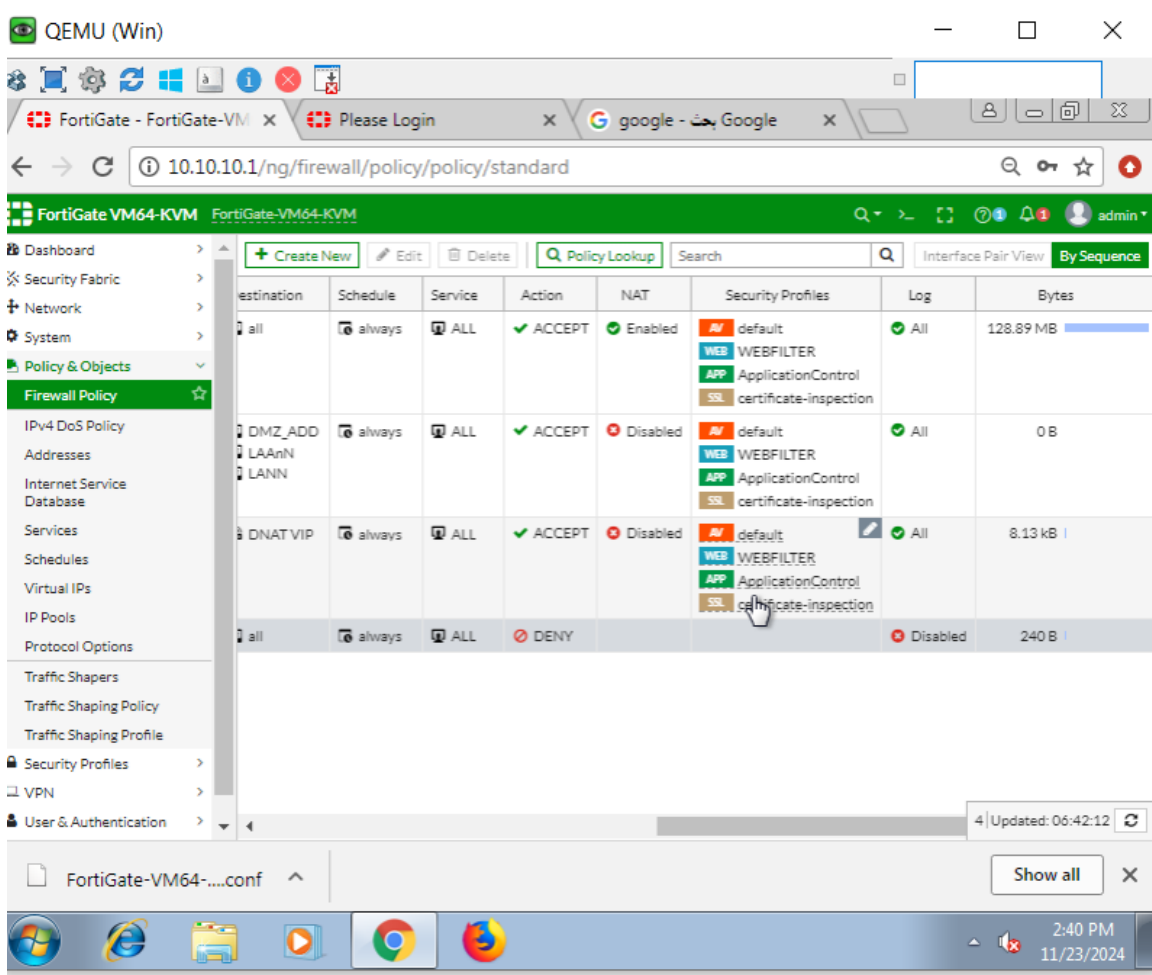 QEMU (Win)
FortiGate - FortiGate-VM
Please Login
google - بحث Google
10.10.10.1/ng/firewall/policy/policy/standard
FortiGate VM64-KVM FortiGate-VM64-KVM
1 1 admin
Dashboard
Security Fabric
Network
System
Policy & Objects
Firewall Policy
IPv4 DoS Policy
Addresses
Internet Service
Database
Services
Schedules
Virtual IPs
IP Pools
Protocol Options
Traffic Shapers
Traffic Shaping Policy
Traffic Shaping Profile
Security Profiles
VPN
User & Authentication
+ Create New Edit Delete Policy Lookup Search Interface Pair View By Sequence
estination Schedule Service Action NAT Security Profiles Log Bytes
all always ALL ACCEPT Enabled AV default All 128.89 MB
WEB WEBFILTER
APP ApplicationControl
SSL certificate-inspection
DMZ_ADD always ALL ACCEPT Disabled AV default All 0 B
LAAnN WEB WEBFILTER
LANN APP ApplicationControl
SSL certificate-inspection
DNAT VIP always ALL ACCEPT Disabled AV default All 8.13 kB
WEB WEBFILTER
APP ApplicationControl
SSL certificate-inspection
all always ALL DENY Disabled 240 B
4 Updated: 06:42:12
FortiGate-VM64-....conf
Show all
2:40 PM
11/23/2024